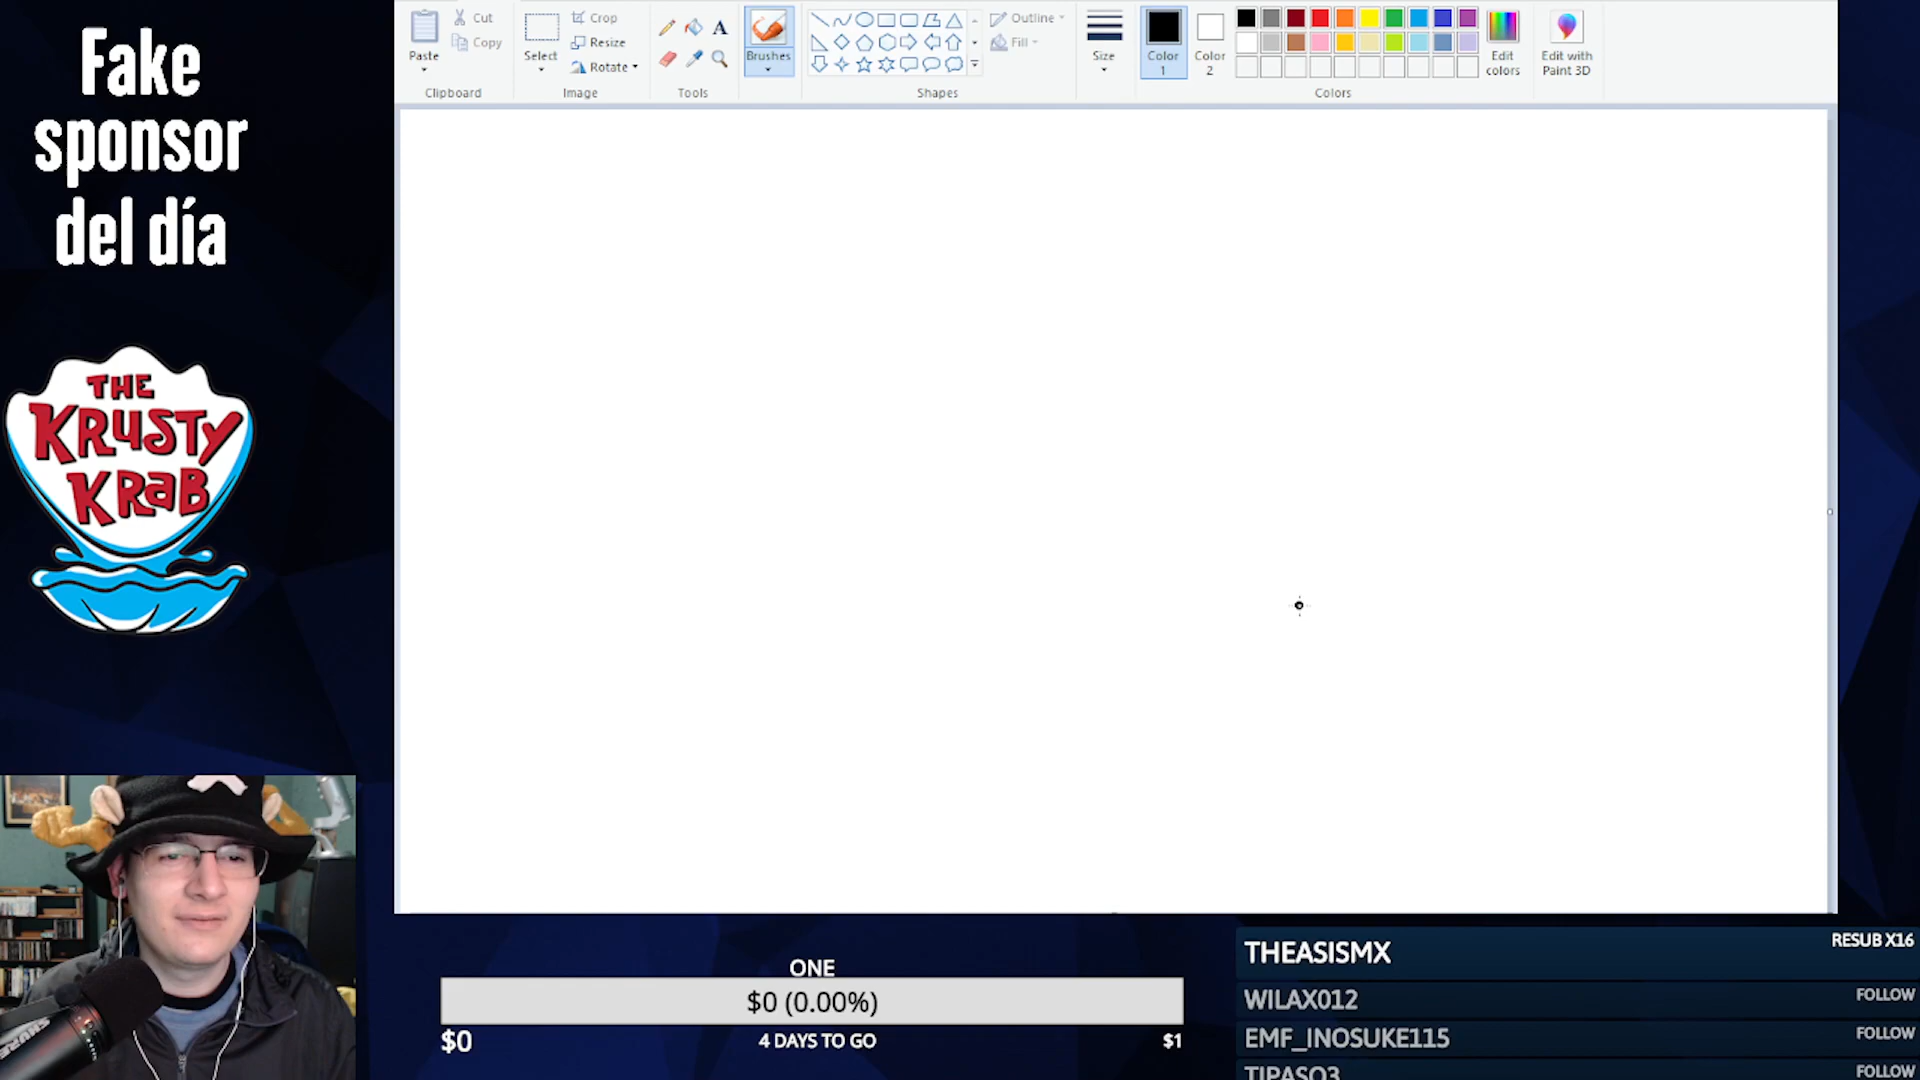 Fake
sponsor
del día
THE
KRUSTY
KRAB
Paste
Cut
Copy
Clipboard
Select
Crop
Resize
Rotate
Image
A
Tools
Brushes
Shapes
Outline
Fill
Size
Color
1
Color
2
Edit
colors
Edit with
Paint 3D
Colors
ONE
$0 (0.00%)
$0
4 DAYS TO GO
$1
THEASISMX RESUB X16
WILAX012 FOLLOW
EMF_INOSUKE115 FOLLOW
TIPASO3 FOLLOW
SHURE